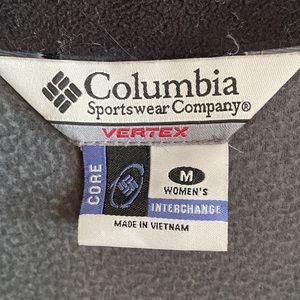 Columbia
Sportswear Company®
VERTEX
CORE
M
WOMEN'S
INTERCHANGE
MADE IN VIETNAM